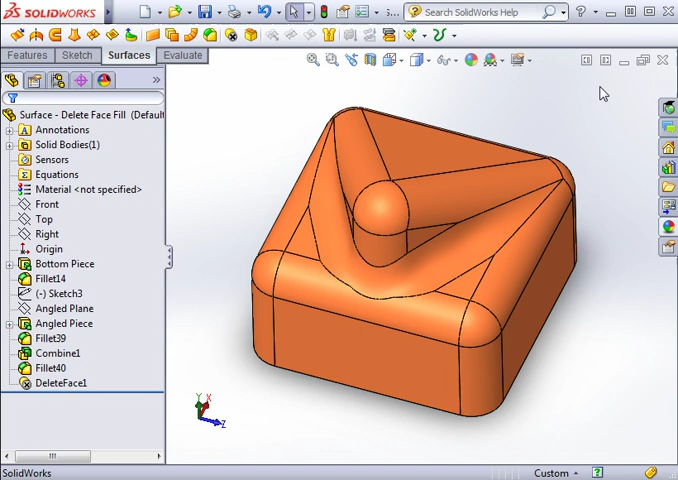 SOLIDWORKS
Search SolidWorks Help
Features Sketch Surfaces Evaluate
Surface - Delete Face Fill (Default
Annotations
Solid Bodies(1)
Sensors
Equations
Material <not specified>
Front
Top
Right
Origin
Bottom Piece
Fillet14
(-) Sketch3
Angled Plane
Angled Piece
Fillet39
Combine1
Fillet40
DeleteFace1
Y
X
Z
SolidWorks
Custom